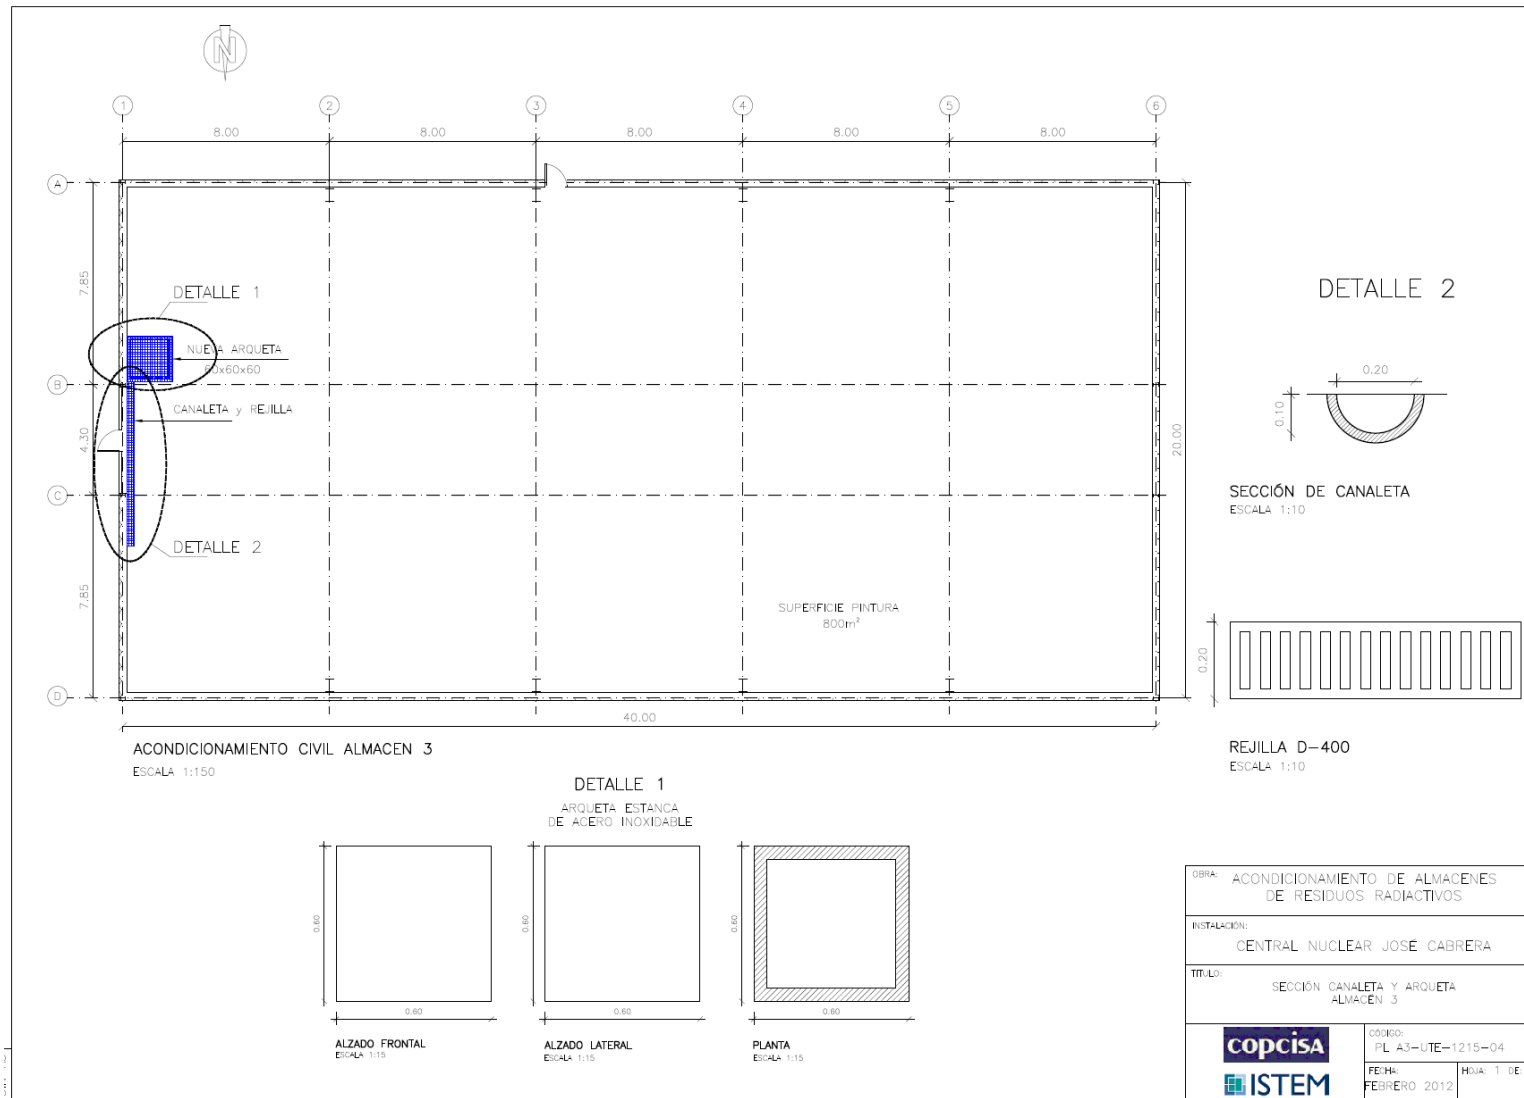 N
1
2
3
4
5
6
8.00
8.00
8.00
8.00
8.00
A
B
C
D
7.85
4.30
7.85
DETALLE 1
NUEVA ARQUETA
60x60x60
CANALETA y REJILLA
DETALLE 2
SUPERFICIE PINTURA
800m²
20.00
40.00
ACONDICIONAMIENTO CIVIL ALMACEN 3
ESCALA 1:150
DETALLE 2
0.20
0.10
SECCIÓN DE CANALETA
ESCALA 1:10
0.20
REJILLA D-400
ESCALA 1:10
DETALLE 1
ARQUETA ESTANCA
DE ACERO INOXIDABLE
0.60
0.60
ALZADO FRONTAL
ESCALA 1:15
0.60
0.60
ALZADO LATERAL
ESCALA 1:15
0.60
0.60
PLANTA
ESCALA 1:15
OBRA: ACONDICIONAMIENTO DE ALMACENES
DE RESIDUOS RADIACTIVOS
INSTALACIÓN:
CENTRAL NUCLEAR JOSÉ CABRERA
TITULO:
SECCIÓN CANALETA Y ARQUETA
ALMACÉN 3
copcisa
ISTEM
CÓDIGO:
PL A3-UTE-1215-04
FECHA:
FEBRERO 2012
HOJA: 1 DE: